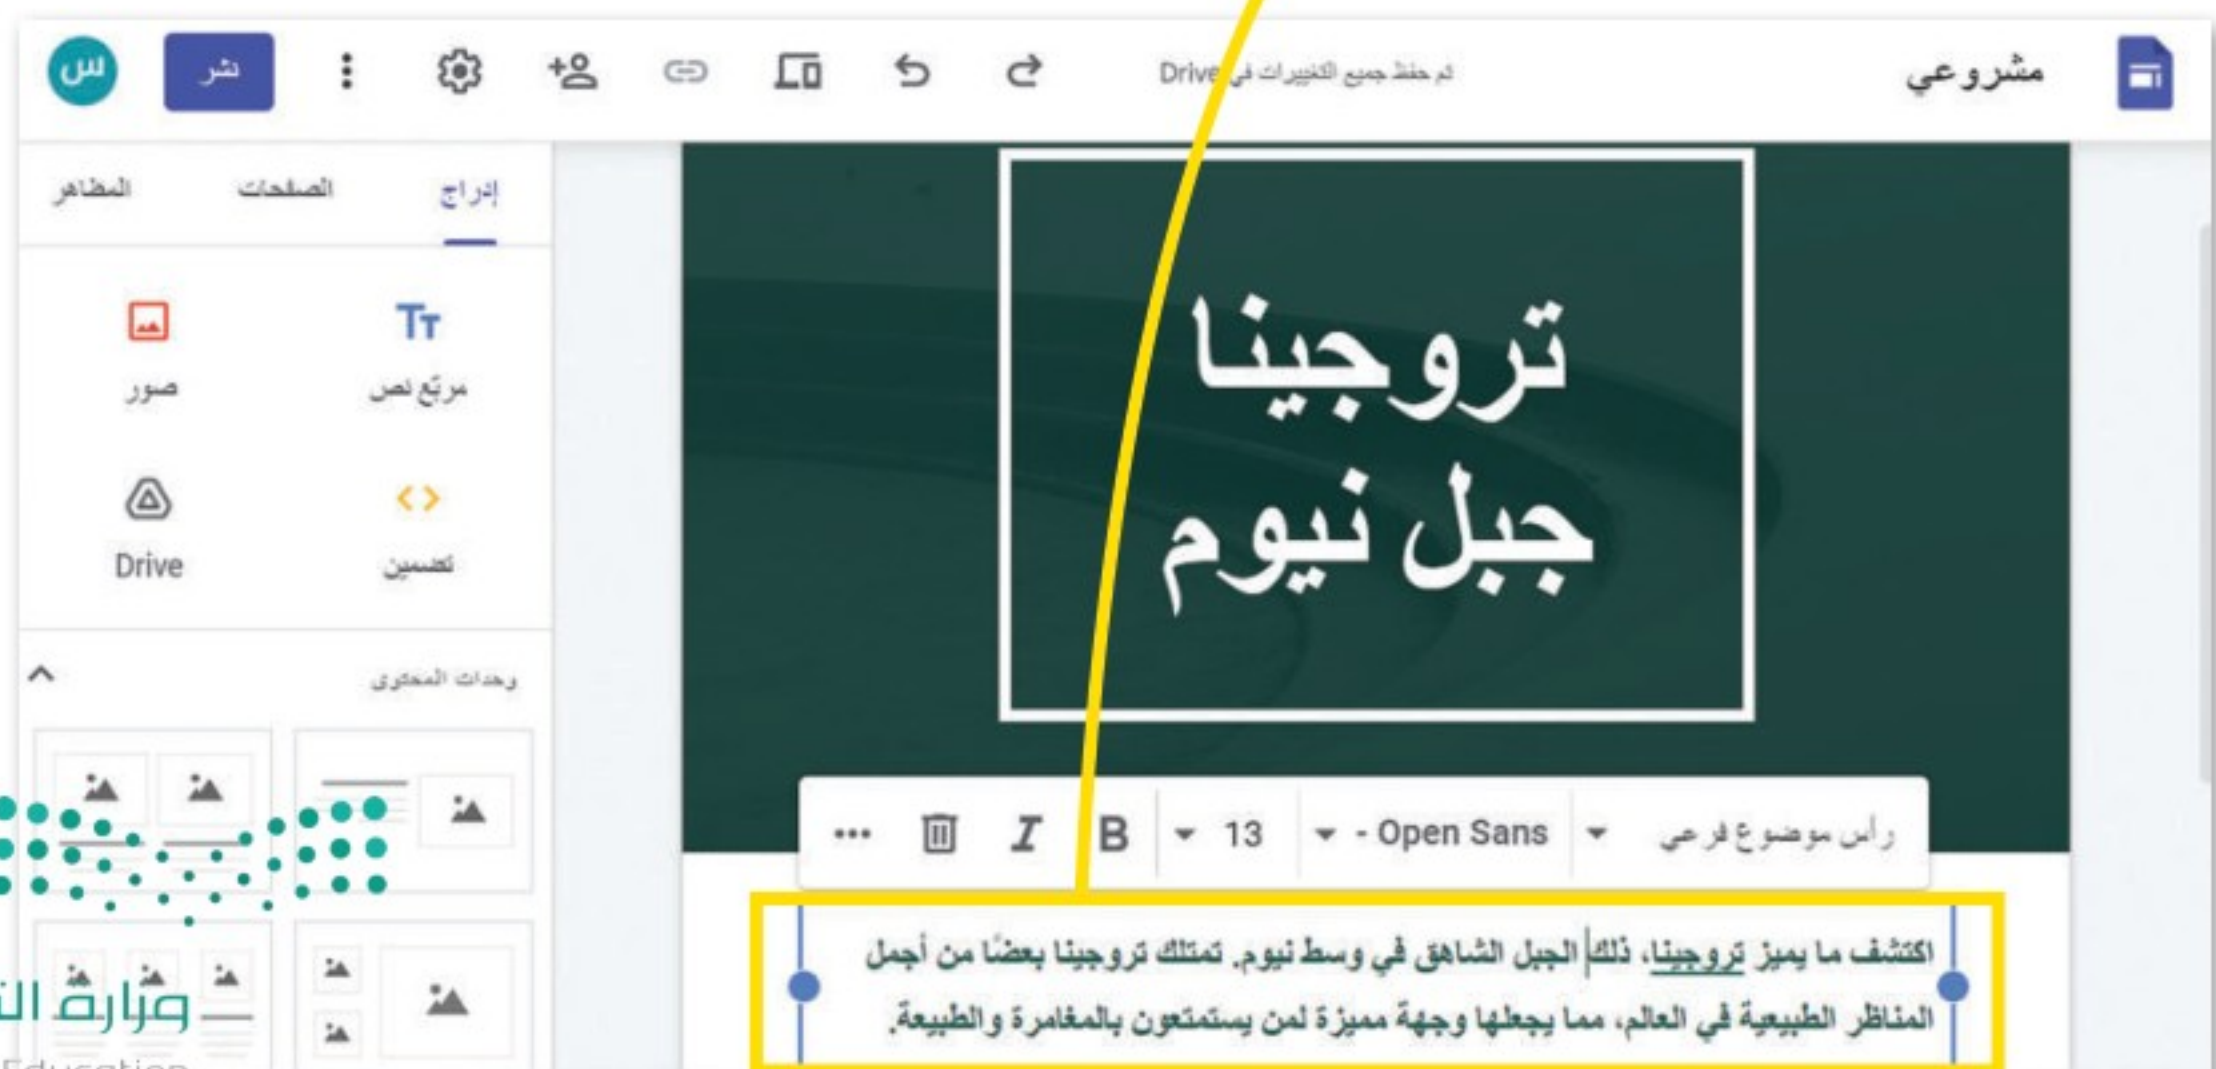 مشروعي
تم حفظ جميع التغييرات في Drive
نشر
س
إدراج
الصفحات
المظاهر
مربّع نص
صور
تضمين
Drive
وحدات المحتوى
تروجينا
جبل نيوم
رأس موضوع فرعي
Open Sans -
13
B
I
اكتشف ما يميز تروجينا، ذلك الجبل الشاهق في وسط نيوم. تمتلك تروجينا بعضًا من أجمل
المناظر الطبيعية في العالم، مما يجعلها وجهة مميزة لمن يستمتعون بالمغامرة والطبيعة.
وزارة
Education